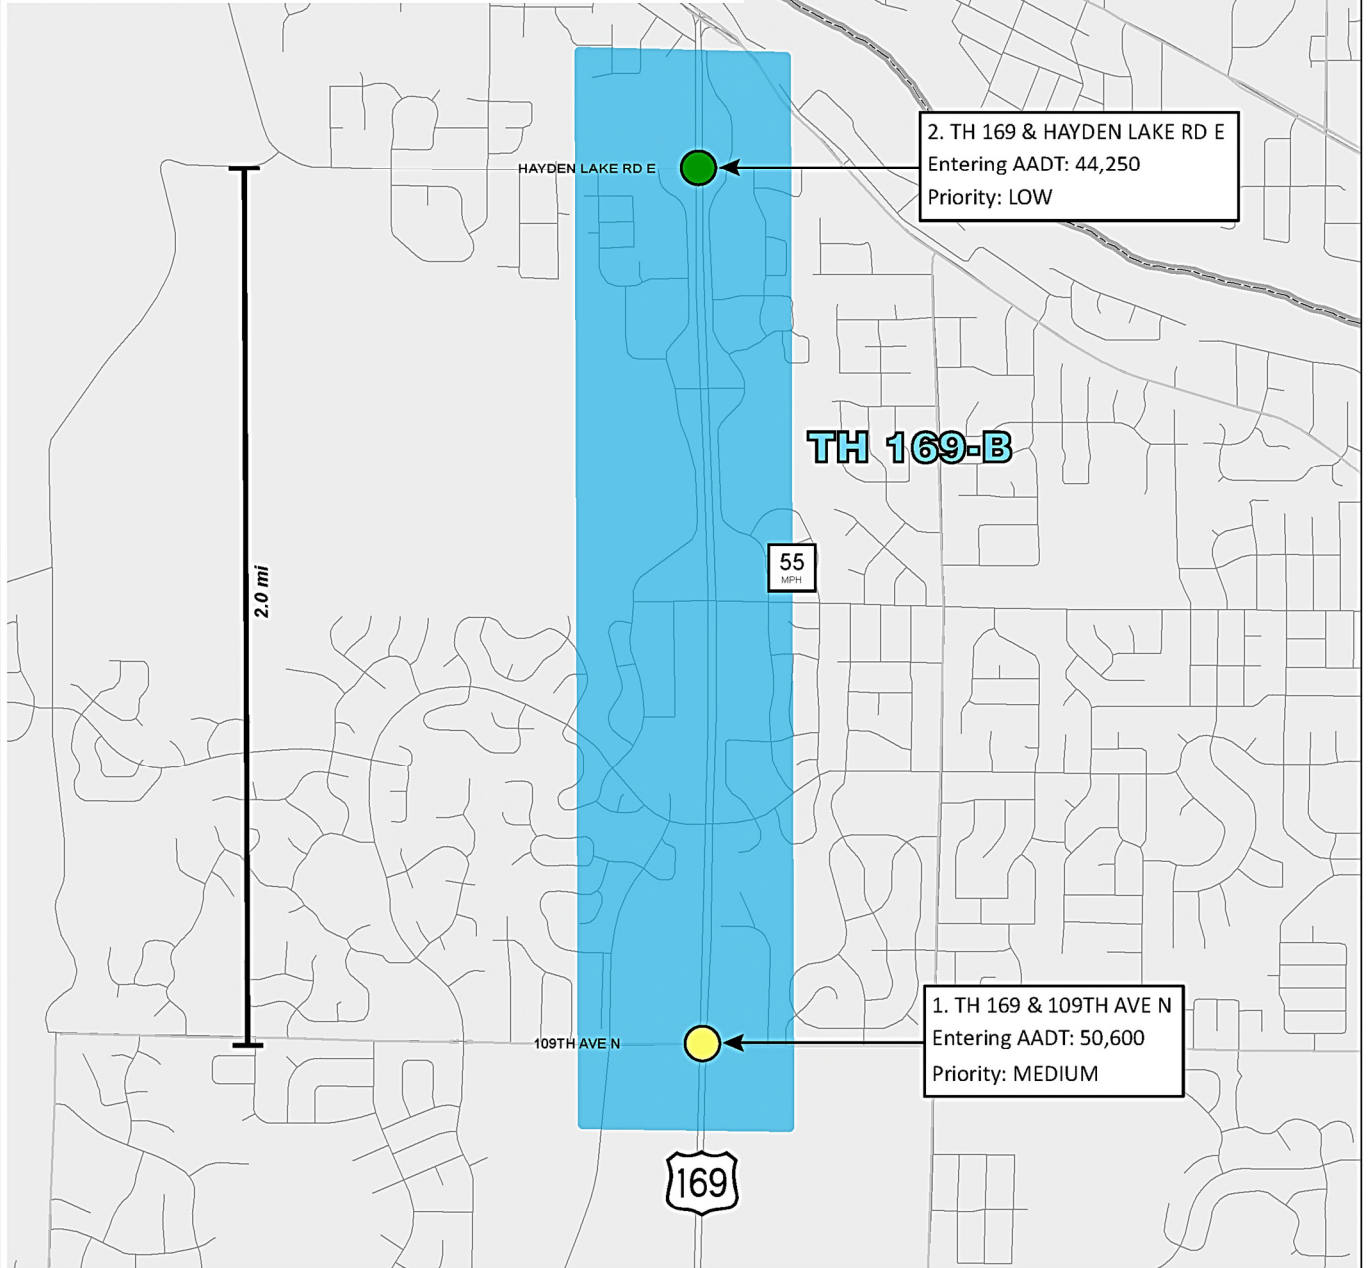 2. TH 169 & HAYDEN LAKE RD E
Entering AADT: 44,250
Priority: LOW
HAYDEN LAKE RD E
TH 169-B
55
MPH
2.0 mi
1. TH 169 & 109TH AVE N
Entering AADT: 50,600
Priority: MEDIUM
109TH AVE N
169